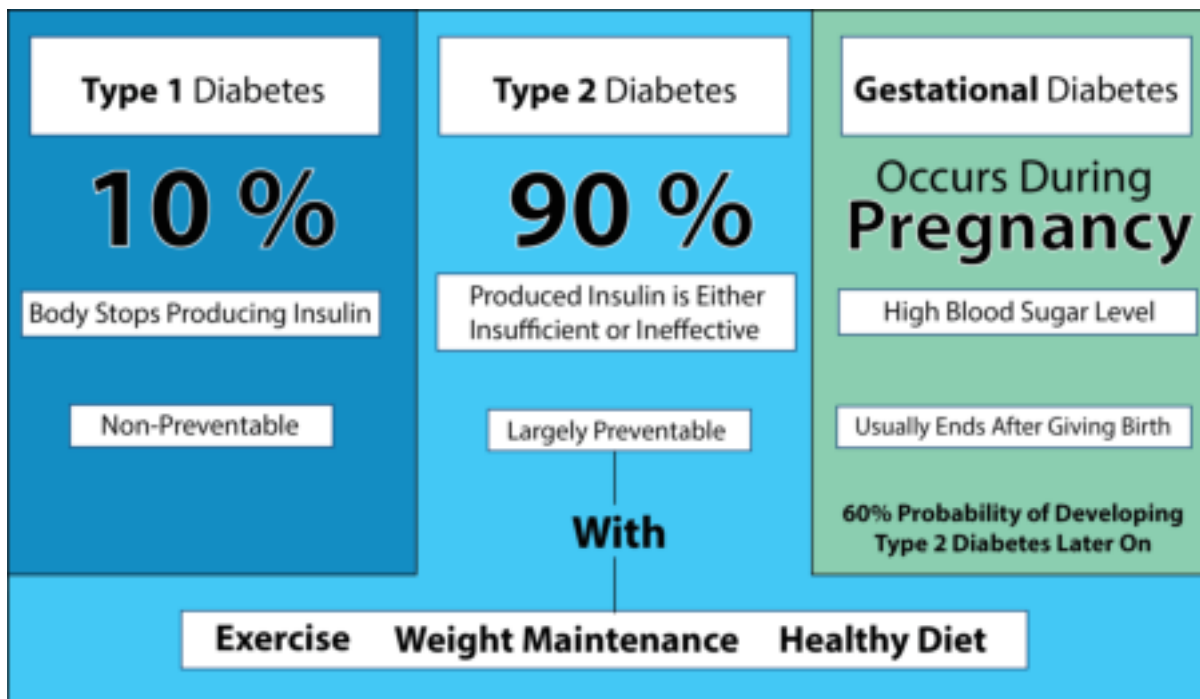 Type 1 Diabetes
10 %
Body Stops Producing Insulin
Non-Preventable
Type 2 Diabetes
90 %
Produced Insulin is Either
Insufficient or Ineffective
Largely Preventable
With
Exercise Weight Maintenance Healthy Diet
Gestational Diabetes
Occurs During
Pregnancy
High Blood Sugar Level
Usually Ends After Giving Birth
60% Probability of Developing
Type 2 Diabetes Later On